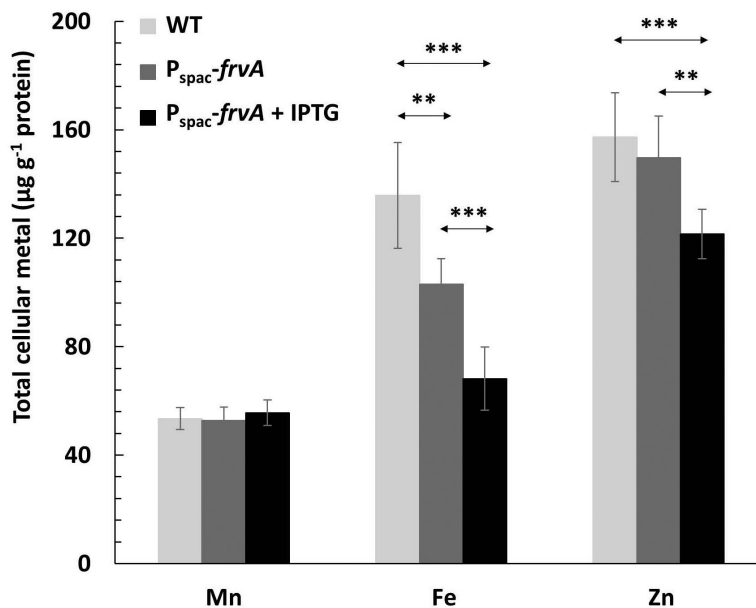 Total cellular metal (µg g⁻¹ protein)
200
160
120
80
40
0
WT
Pspac-frvA
Pspac-frvA + IPTG
***
**
***
***
**
Mn Fe Zn